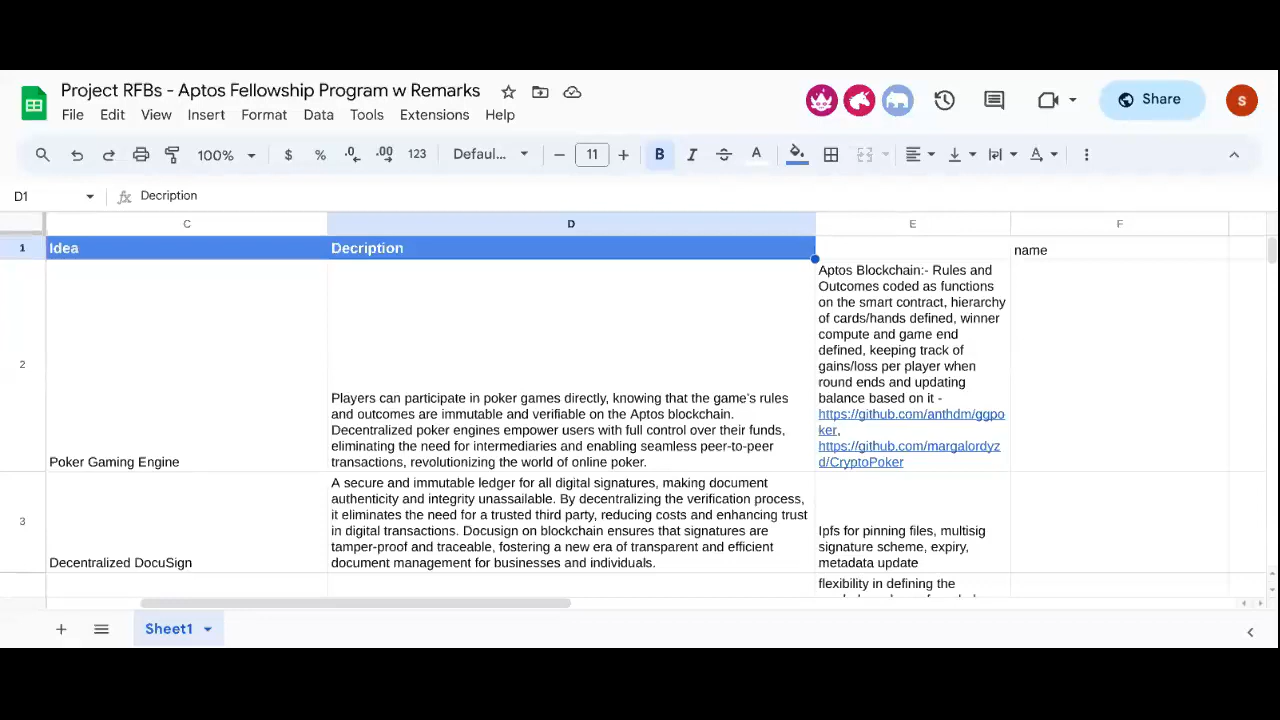 Project RFBs - Aptos Fellowship Program w Remarks
Share
S
File Edit View Insert Format Data Tools Extensions Help
100% $ % .0 .00 123 Defaul... 11 B I A
D1
Decription
C D E F
1 Idea Decription name
Aptos Blockchain:- Rules and
Outcomes coded as functions
on the smart contract, hierarchy
of cards/hands defined, winner
compute and game end
defined, keeping track of
gains/loss per player when
round ends and updating
balance based on it -
https://github.com/anthdm/ggpo
ker,
https://github.com/margalordyz
d/CryptoPoker
2
Poker Gaming Engine
Players can participate in poker games directly, knowing that the game's rules
and outcomes are immutable and verifiable on the Aptos blockchain.
Decentralized poker engines empower users with full control over their funds,
eliminating the need for intermediaries and enabling seamless peer-to-peer
transactions, revolutionizing the world of online poker.
3
Decentralized DocuSign
A secure and immutable ledger for all digital signatures, making document
authenticity and integrity unassailable. By decentralizing the verification process,
it eliminates the need for a trusted third party, reducing costs and enhancing trust
in digital transactions. Docusign on blockchain ensures that signatures are
tamper-proof and traceable, fostering a new era of transparent and efficient
document management for businesses and individuals.
Ipfs for pinning files, multisig
signature scheme, expiry,
metadata update
flexibility in defining the
Sheet1